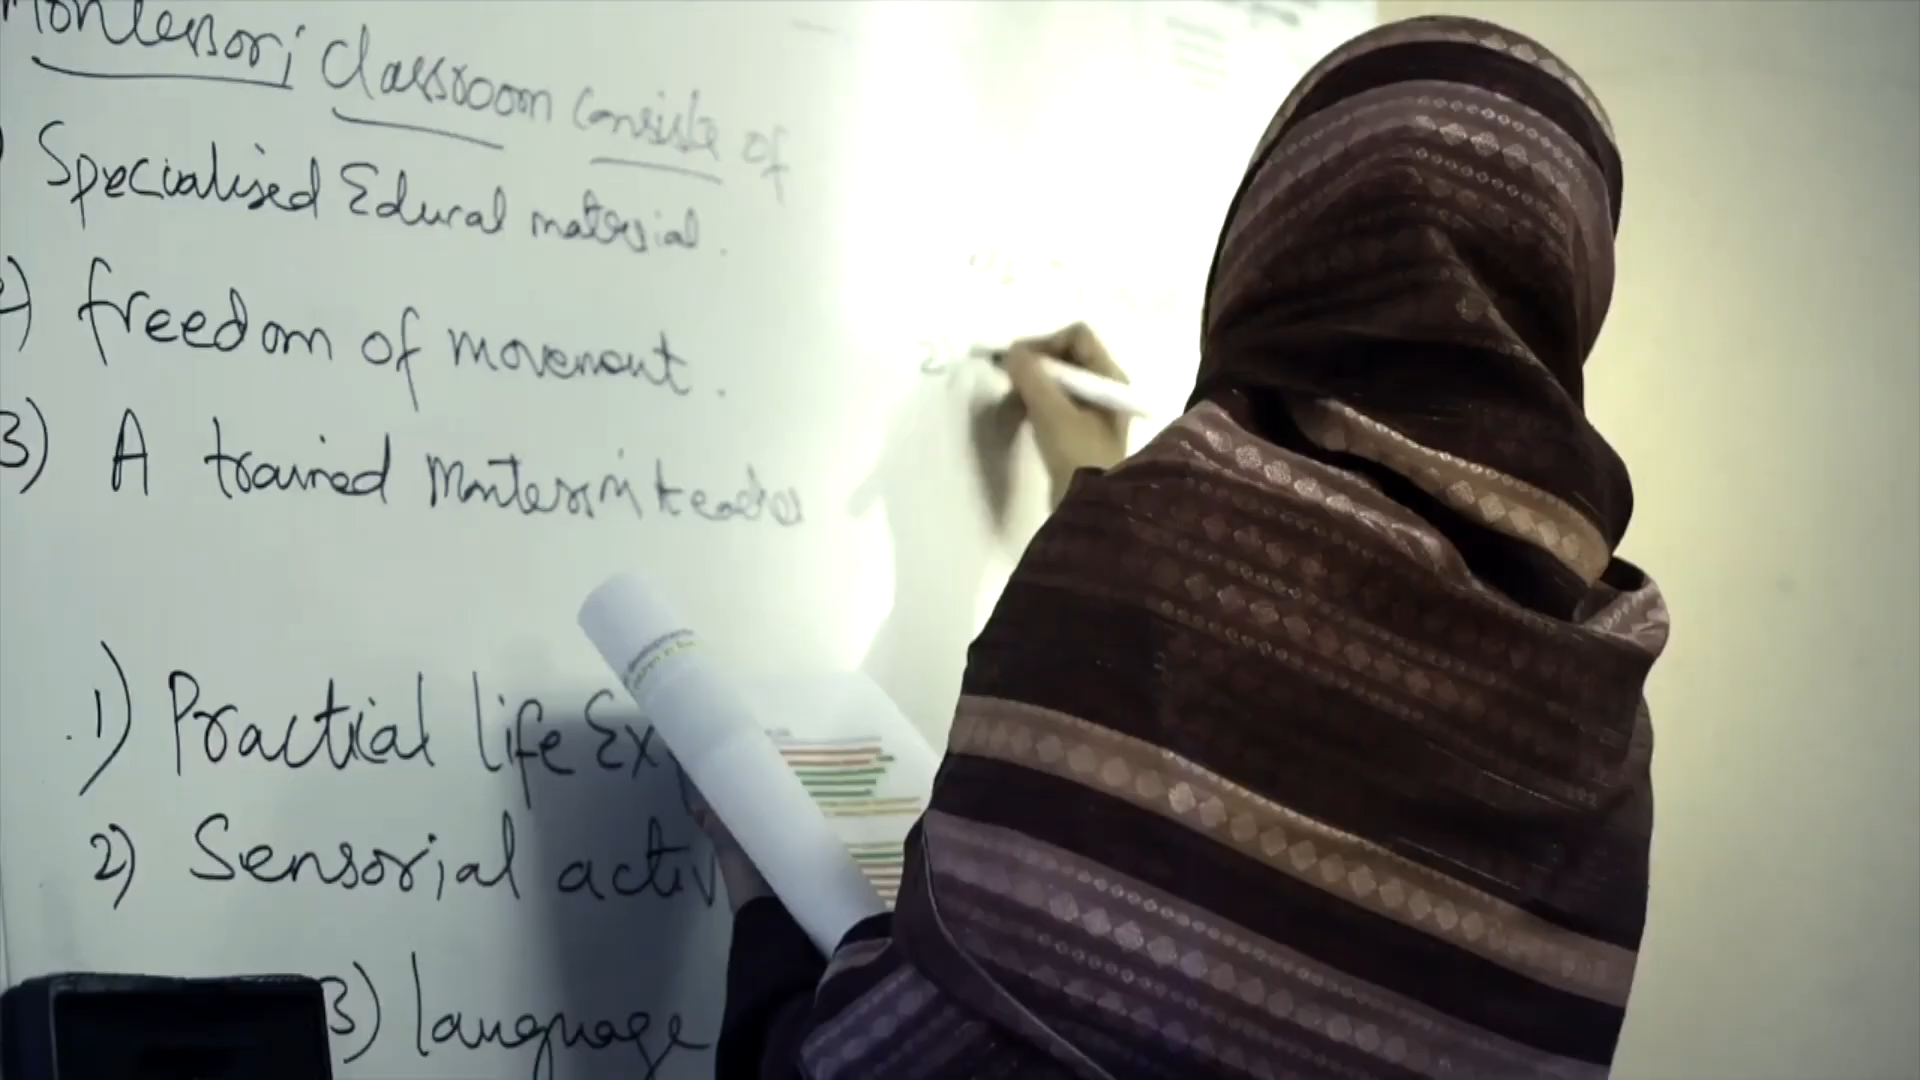 Montessori Classroom Consists of
) Specialised Edural material.
2) freedom of movement.
3) A trained Montessori teacher
1) Practical life Ex
2) Sensorial activ
3) language